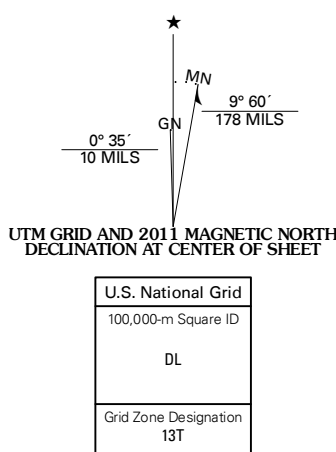 ★
MN
GN
9° 60´
178 MILS
0° 35´
10 MILS
UTM GRID AND 2011 MAGNETIC NORTH
DECLINATION AT CENTER OF SHEET
U.S. National Grid
100,000-m Square ID
DL
Grid Zone Designation
13T